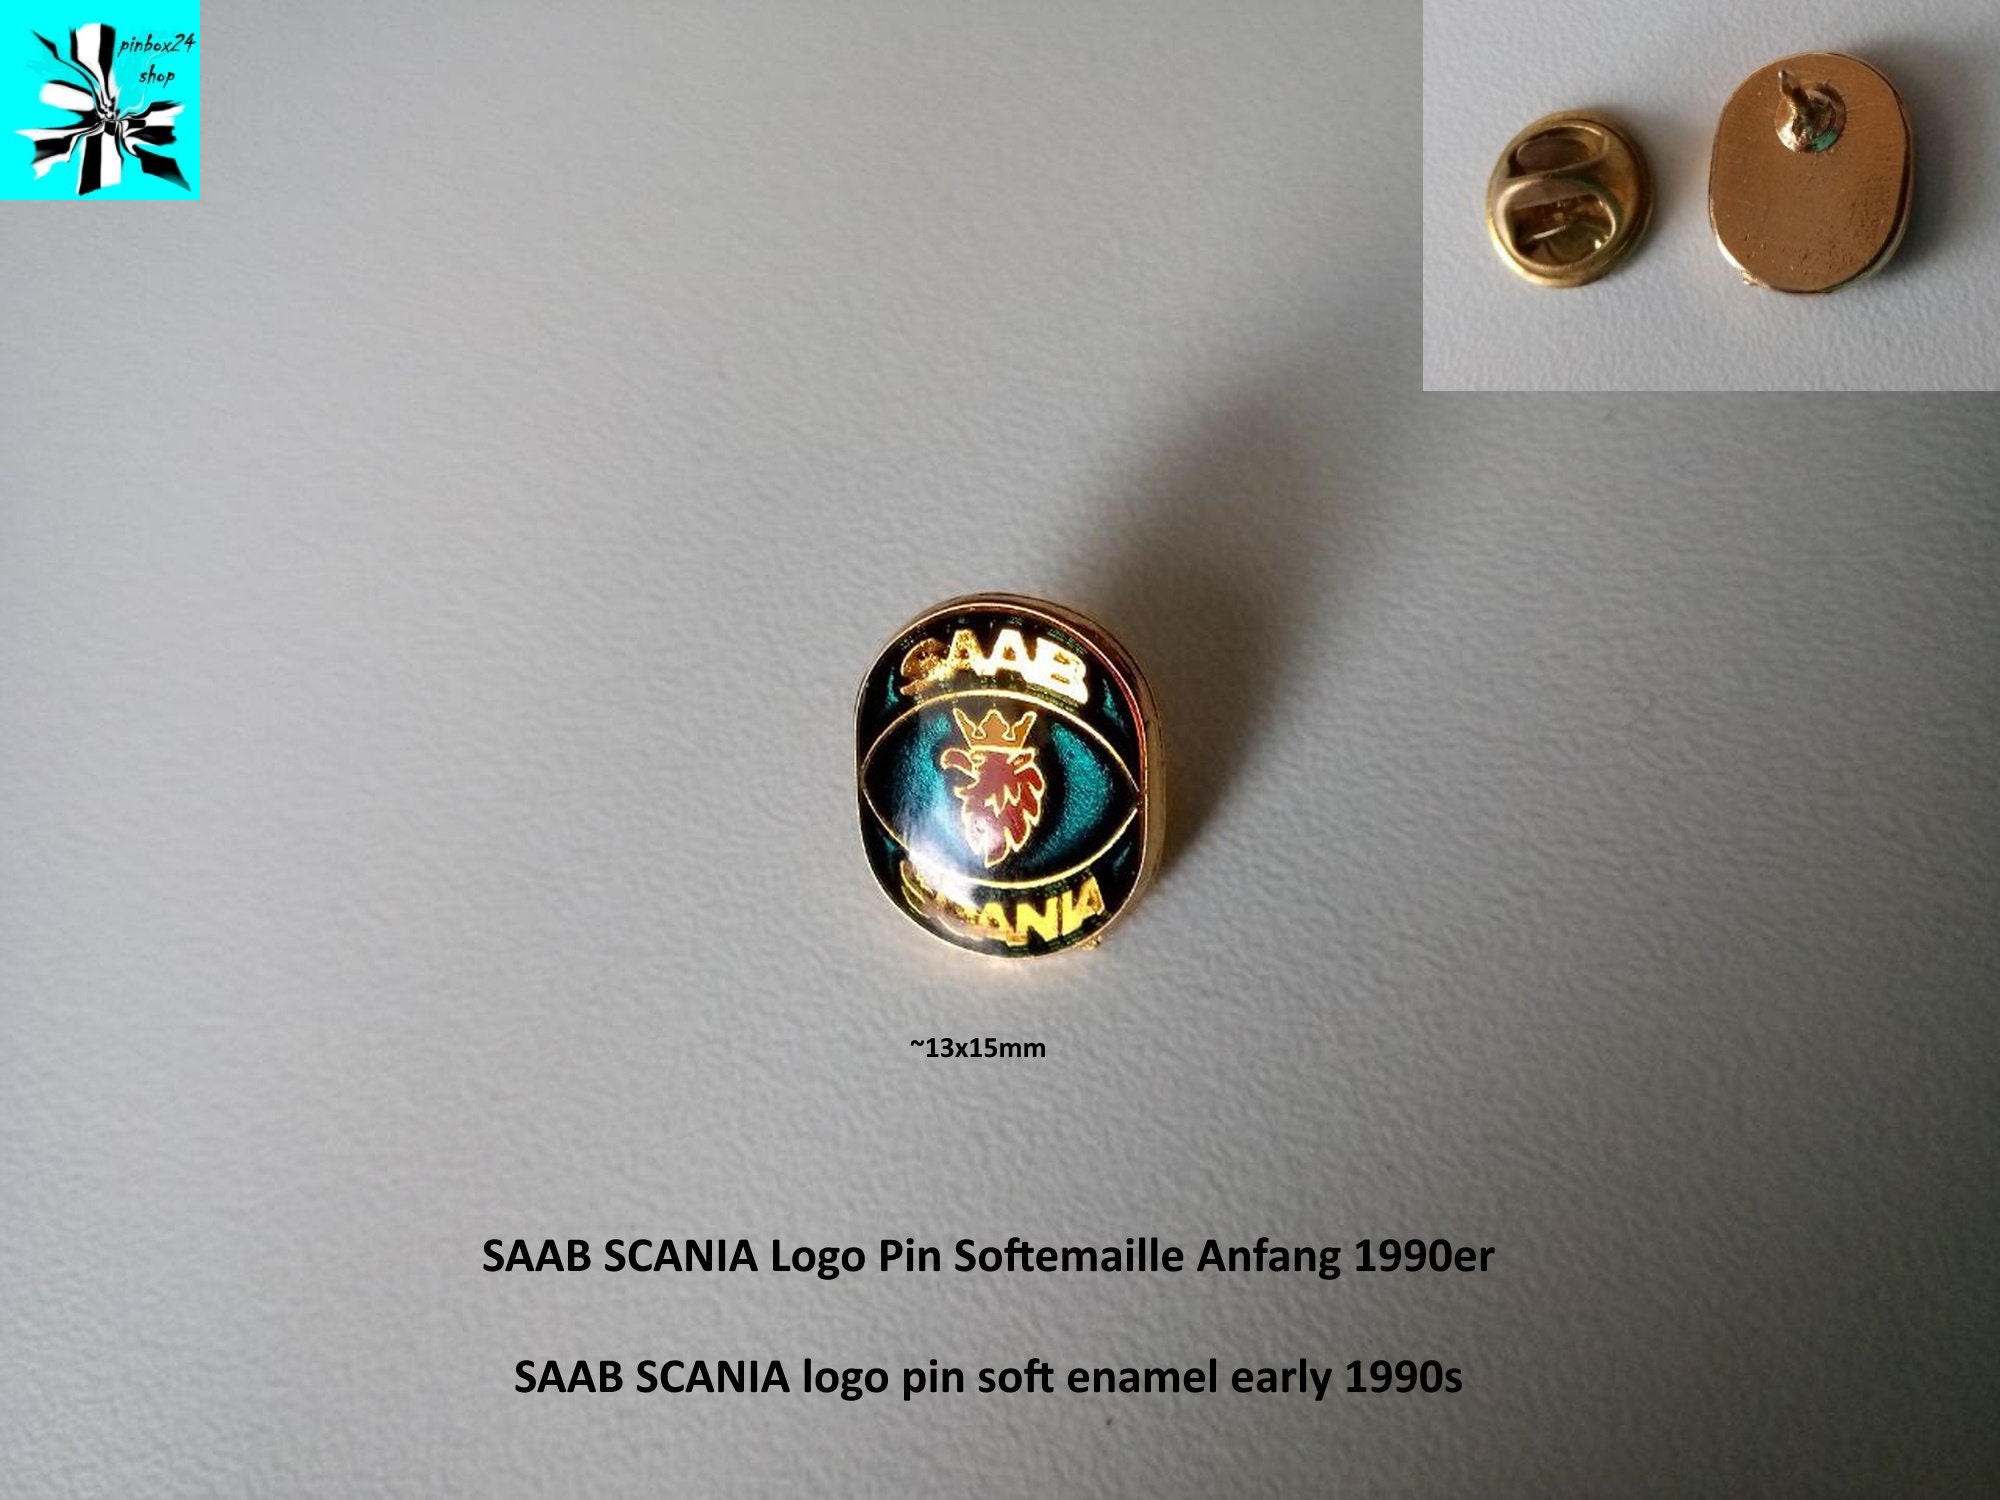 pinbox24
shop
SAAB
SCANIA
~13x15mm
SAAB SCANIA Logo Pin Softemaille Anfang 1990er
SAAB SCANIA logo pin soft enamel early 1990s